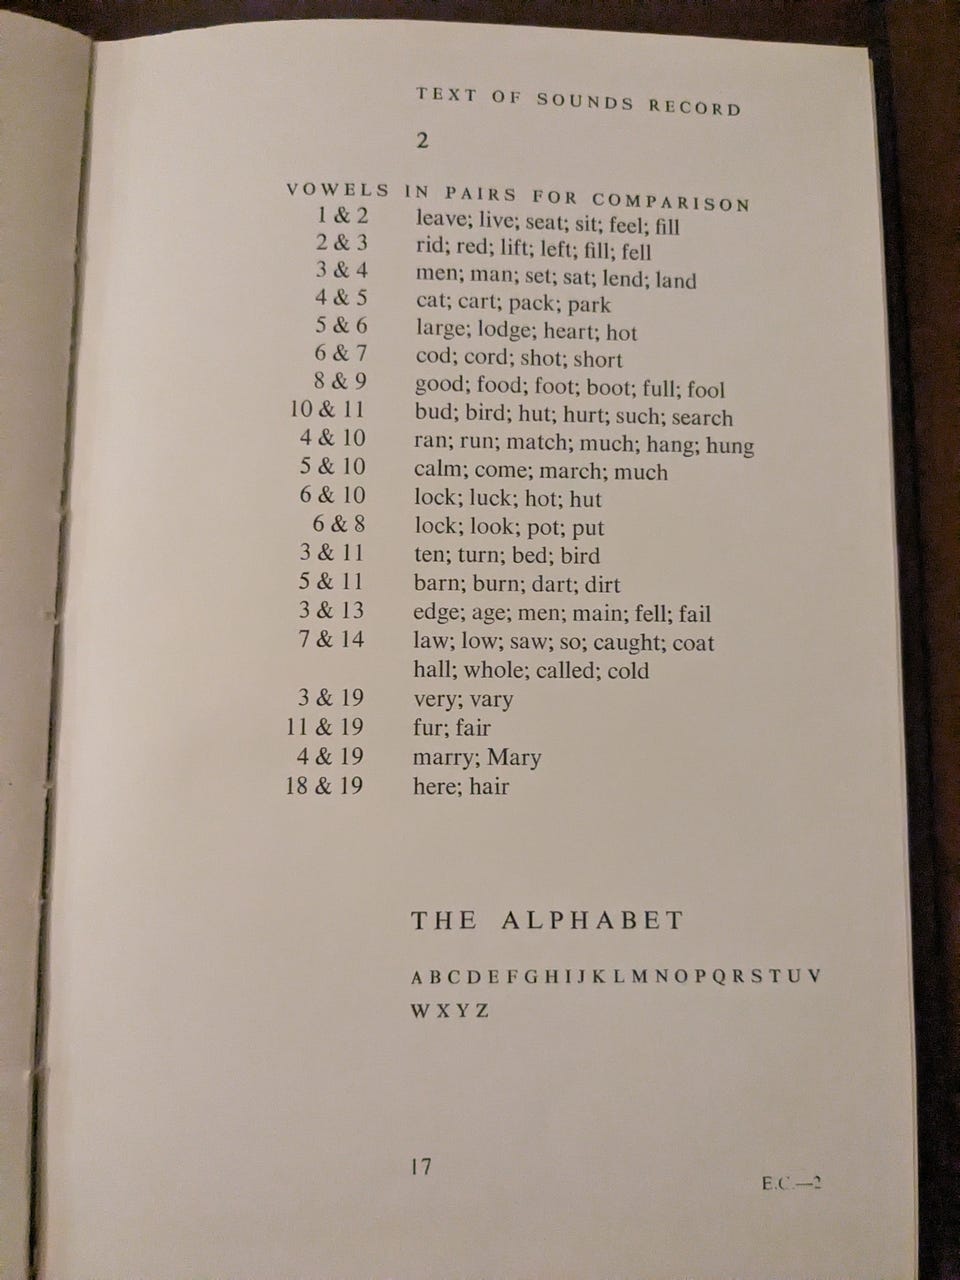 TEXT OF SOUNDS RECORD
2
VOWELS IN PAIRS FOR COMPARISON
1 & 2 leave; live; seat; sit; feel; fill
2 & 3 rid; red; lift; left; fill; fell
3 & 4 men; man; set; sat; lend; land
4 & 5 cat; cart; pack; park
5 & 6 large; lodge; heart; hot
6 & 7 cod; cord; shot; short
8 & 9 good; food; foot; boot; full; fool
10 & 11 bud; bird; hut; hurt; such; search
4 & 10 ran; run; match; much; hang; hung
5 & 10 calm; come; march; much
6 & 10 lock; luck; hot; hut
6 & 8 lock; look; pot; put
3 & 11 ten; turn; bed; bird
5 & 11 barn; burn; dart; dirt
3 & 13 edge; age; men; main; fell; fail
7 & 14 law; low; saw; so; caught; coat
hall; whole; called; cold
3 & 19 very; vary
11 & 19 fur; fair
4 & 19 marry; Mary
18 & 19 here; hair
THE ALPHABET
A B C D E F G H I J K L M N O P Q R S T U V
W X Y Z
17
E.C.—2